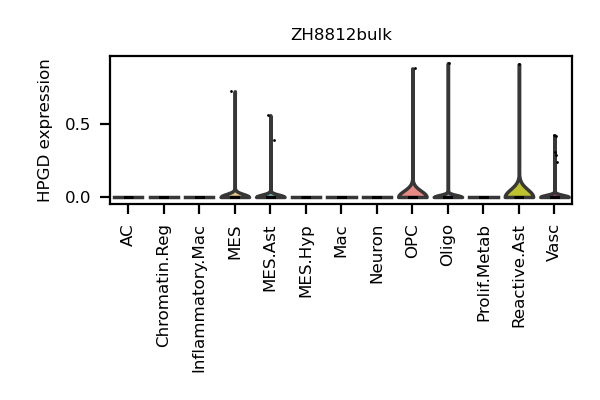 ZH8812bulk
HPGD expression
0.5
0.0
AC
Chromatin.Reg
Inflammatory.Mac
MES
MES.Ast
MES.Hyp
Mac
Neuron
OPC
Oligo
Prolif.Metab
Reactive.Ast
Vasc